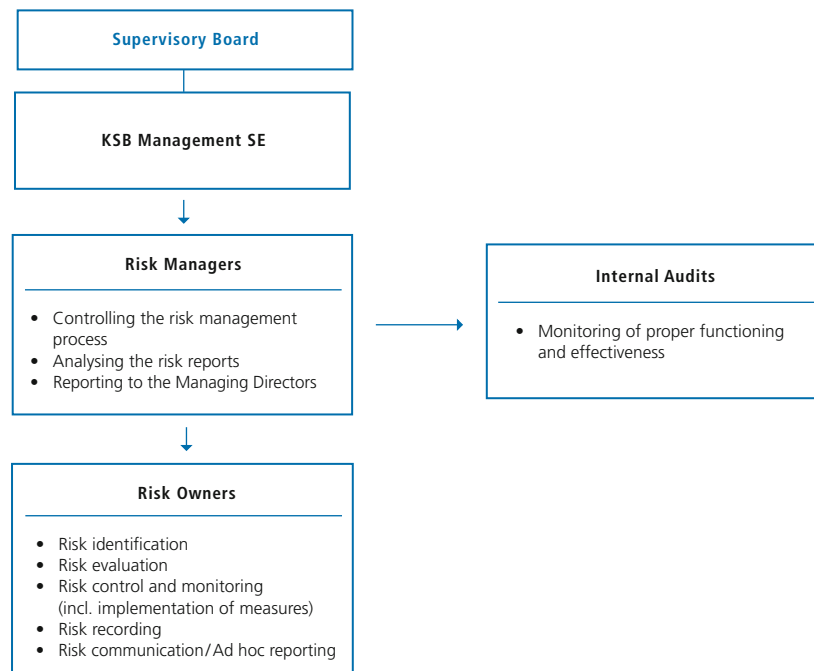 Supervisory Board
KSB Management SE
Risk Managers
• Controlling the risk management
process
• Analysing the risk reports
• Reporting to the Managing Directors
Internal Audits
• Monitoring of proper functioning
and effectiveness
Risk Owners
• Risk identification
• Risk evaluation
• Risk control and monitoring
(incl. implementation of measures)
• Risk recording
• Risk communication/Ad hoc reporting